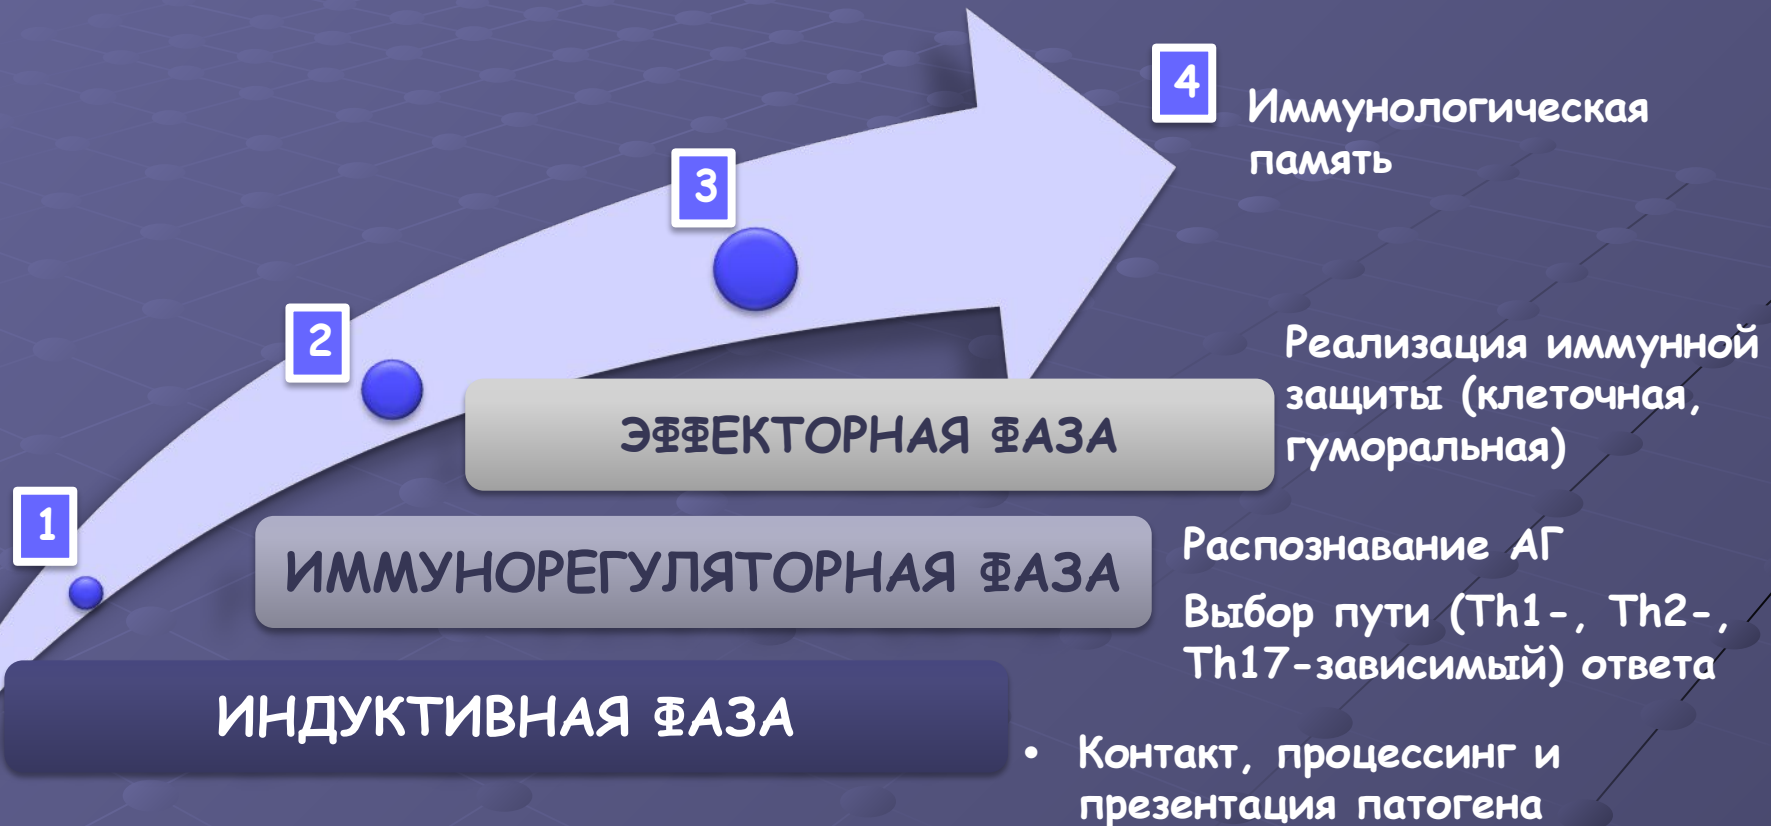 4
Иммунологическая
память
3
2
Реализация иммунной
защиты (клеточная,
гуморальная)
ЭФФЕКТОРНАЯ ФАЗА
1
ИММУНОРЕГУЛЯТОРНАЯ ФАЗА
Распознавание АГ
Выбор пути (Th1-, Th2-,
Th17-зависимый) ответа
ИНДУКТИВНАЯ ФАЗА
• Контакт, процессинг и
презентация патогена